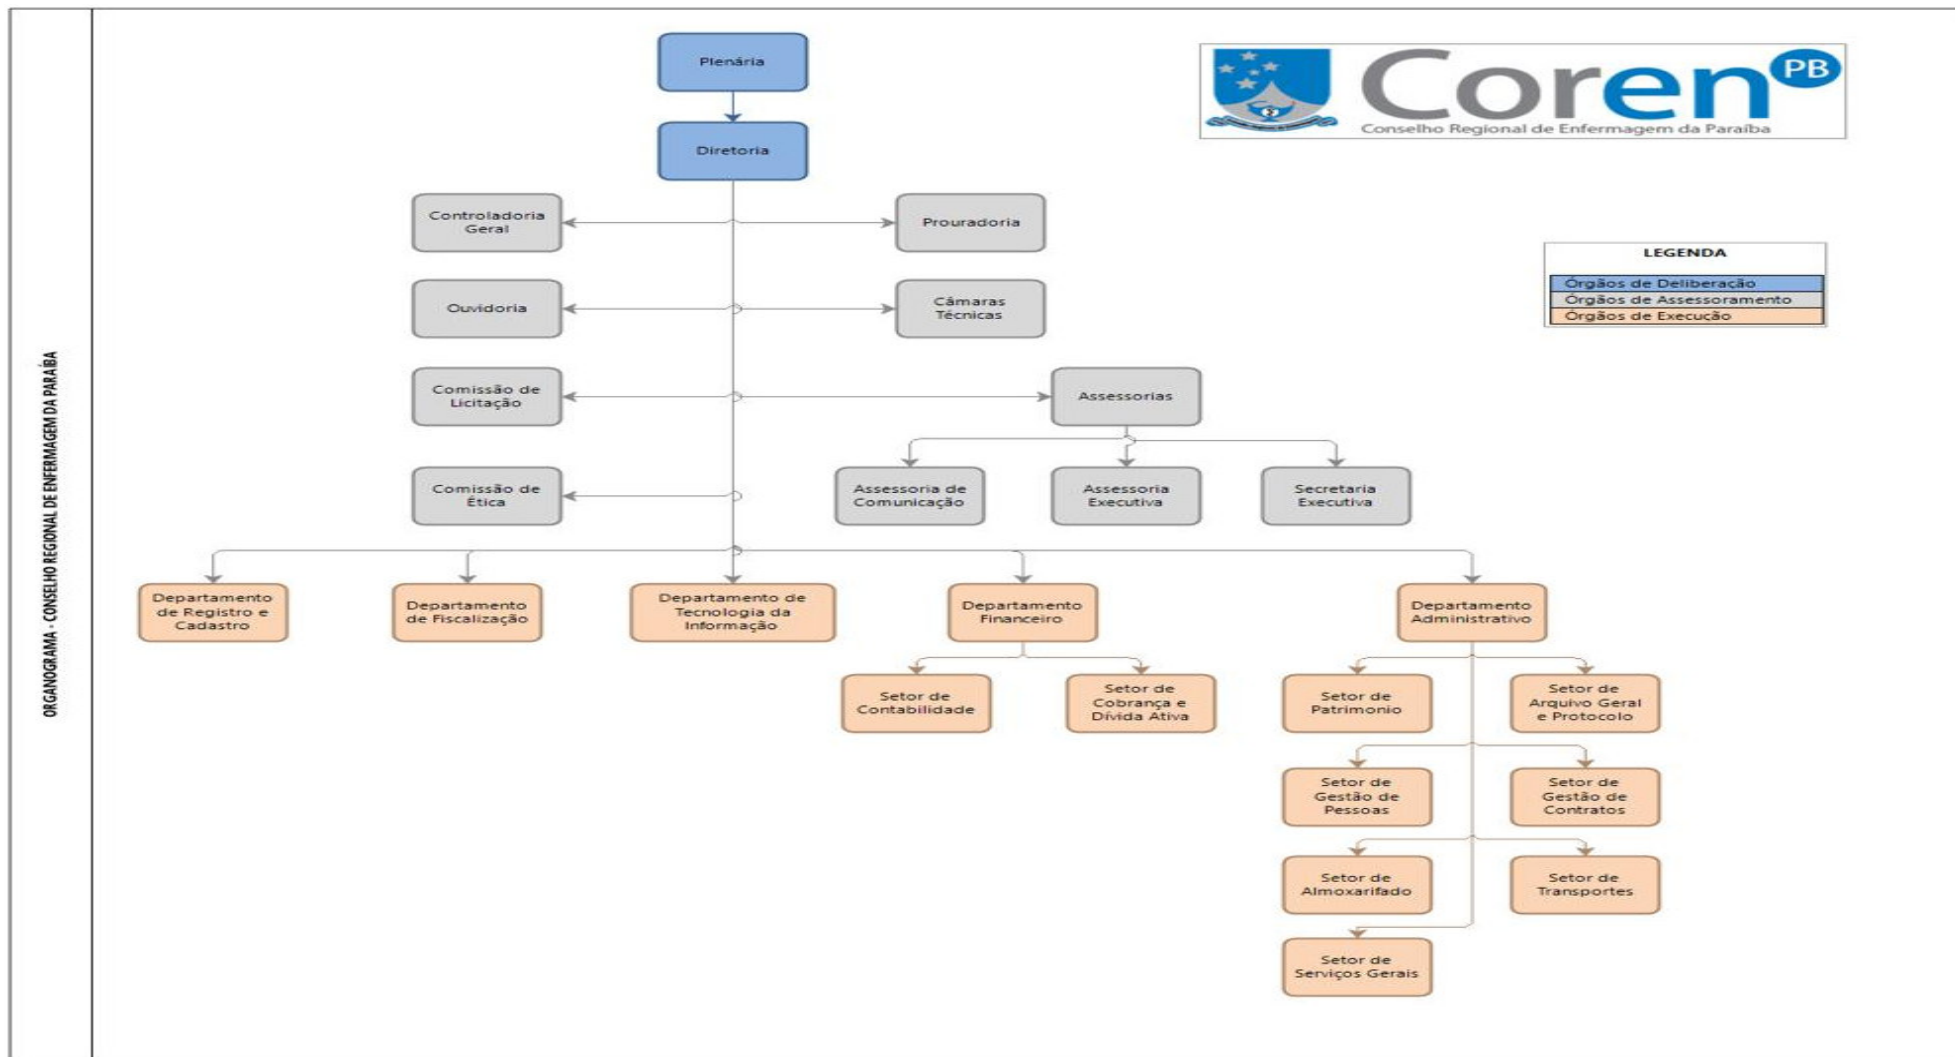 ORGANOGRAMA - CONSELHO REGIONAL DE ENFERMAGEM DA PARAÍBA
Plenária
Diretoria
Coren PB
Conselho Regional de Enfermagem da Paraíba
Controladoria
Geral
Prouradoria
LEGENDA
Órgãos de Deliberação
Órgãos de Assessoramento
Órgãos de Execução
Ouvidoria
Câmaras
Técnicas
Comissão de
Licitação
Assessorias
Comissão de
Ética
Assessoria de
Comunicação
Assessoria
Executiva
Secretaria
Executiva
Departamento
de Registro e
Cadastro
Departamento
de Fiscalização
Departamento de
Tecnologia da
Informação
Departamento
Financeiro
Departamento
Administrativo
Setor de
Contabilidade
Setor de
Cobrança e
Dívida Ativa
Setor de
Patrimonio
Setor de
Arquivo Geral
e Protocolo
Setor de
Gestão de
Pessoas
Setor de
Gestão de
Contratos
Setor de
Almoxarifado
Setor de
Transportes
Setor de
Serviços Gerais